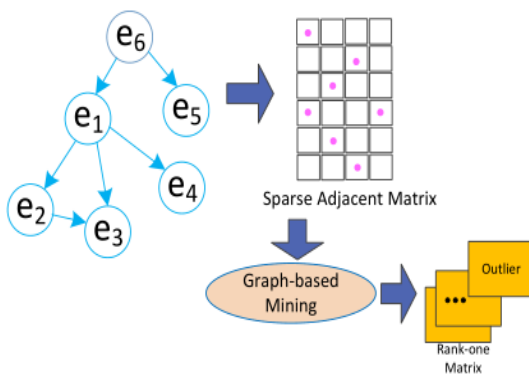 e6
e1
e5
e2
e3
e4
Sparse Adjacent Matrix
Graph-based
Mining
Outlier
•••
Rank-one
Matrix